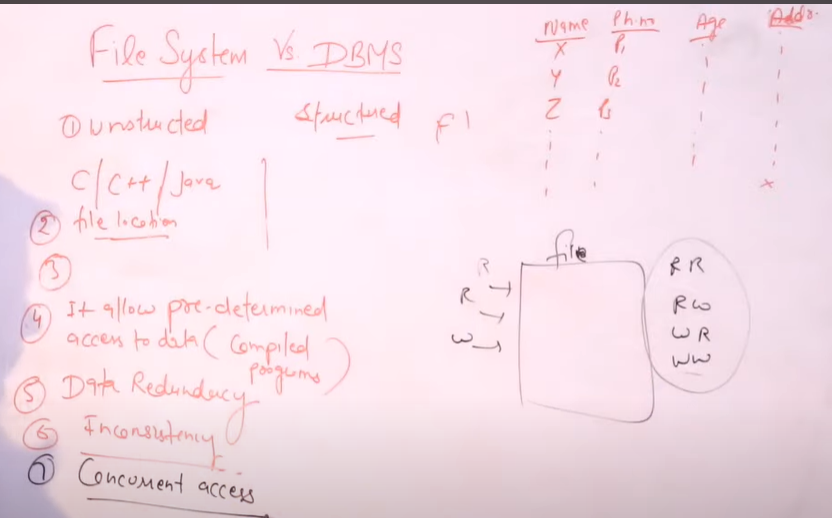 File System Vs. DBMS
① unstructed structured F1
C/C++/Java
② file location
③
④ It allow pre-determined
access to data (compiled
programs)
⑤ Data Redundancy
⑥ Inconsistency
⑦ Concurrent access
Name Ph.no Age Addr.
X P1
Y P2
Z P3
file
R
R
W
RR
RW
WR
WW